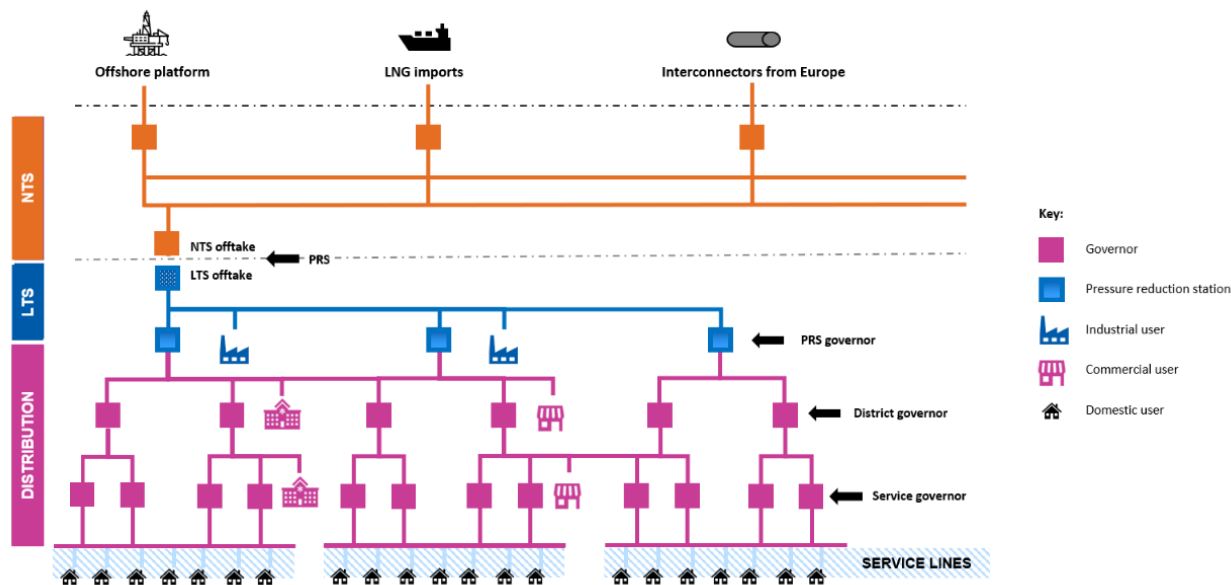 Offshore platform
LNG imports
Interconnectors from Europe
NTS
NTS offtake
PRS
LTS offtake
LTS
PRS governor
DISTRIBUTION
District governor
Service governor
SERVICE LINES
Key:
Governor
Pressure reduction station
Industrial user
Commercial user
Domestic user